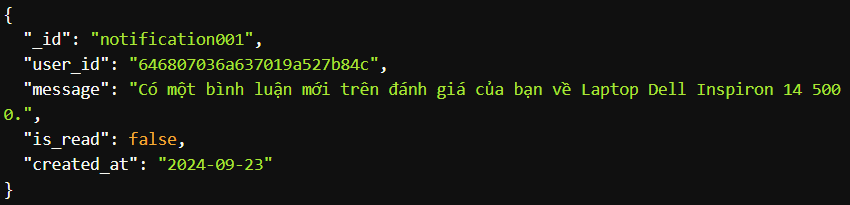 {
  "_id": "notification001",
  "user_id": "646807036a637019a527b84c",
  "message": "Có một bình luận mới trên đánh giá của bạn về Laptop Dell Inspiron 14 500
0.",
  "is_read": false,
  "created_at": "2024-09-23"
}